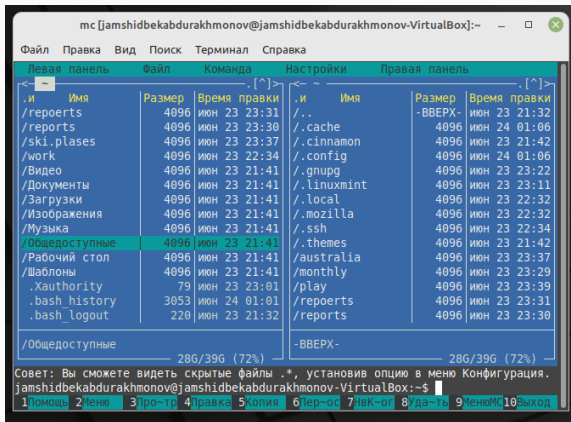 mc [jamshidbekabdurakhmonov@jamshidbekabdurakhmonov-VirtualBox]:~
Файл Правка Вид Поиск Терминал Справка
Левая панель Файл Команда Настройки Правая панель
<- ~ .[^]> <- ~ .[^]>
.и Имя Размер Время правки .и Имя Размер Время правки
/repoerts 4096 июн 23 23:31 /.. -ВВЕРХ- июн 23 21:32
/reports 4096 июн 23 23:30 /.cache 4096 июн 24 01:06
/ski.plases 4096 июн 23 23:37 /.cinnamon 4096 июн 23 21:42
/work 4096 июн 23 22:34 /.config 4096 июн 24 01:06
/Видео 4096 июн 23 21:41 /.gnupg 4096 июн 23 23:22
/Документы 4096 июн 23 21:41 /.linuxmint 4096 июн 23 23:11
/Загрузки 4096 июн 23 21:41 /.local 4096 июн 23 22:32
/Изображения 4096 июн 23 21:41 /.mozilla 4096 июн 23 22:32
/Музыка 4096 июн 23 21:41 /.ssh 4096 июн 23 22:34
/Общедоступные 4096 июн 23 21:41 /.themes 4096 июн 23 21:42
/Рабочий стол 4096 июн 23 21:41 /australia 4096 июн 23 23:37
/Шаблоны 4096 июн 23 21:41 /monthly 4096 июн 23 23:29
.Xauthority 79 июн 23 23:01 /play 4096 июн 23 23:39
.bash_history 3053 июн 24 01:01 /repoerts 4096 июн 23 23:31
.bash_logout 220 июн 23 21:32 /reports 4096 июн 23 23:30
/Общедоступные -ВВЕРХ-
28G/39G (72%) 28G/39G (72%)
Совет: Вы сможете видеть скрытые файлы .*, установив опцию в меню Конфигурация.
jamshidbekabdurakhmonov@jamshidbekabdurakhmonov-VirtualBox:~$
1Помощь 2Меню 3Про~тр 4Правка 5Копия 6Пер~ос 7НвК~ог 8Уда~ть 9МенюМС 10Выход